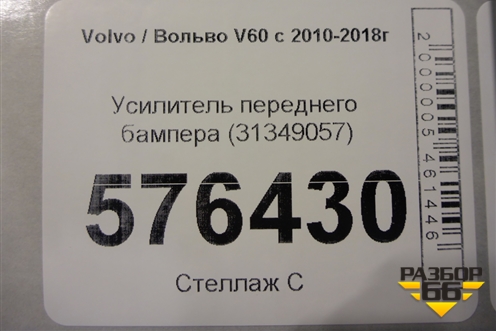 Volvo / Вольво V60 с 2010-2018г
Усилитель переднего
бампера (31349057)
576430
Стеллаж С
2000005461446
РАЗБОР
66